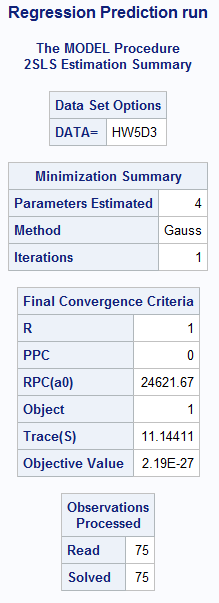 Regression Prediction run
The MODEL Procedure
2SLS Estimation Summary
Data Set Options
DATA= HW5D3
Minimization Summary
Parameters Estimated 4
Method Gauss
Iterations 1
Final Convergence Criteria
R 1
PPC 0
RPC(a0) 24621.67
Object 1
Trace(S) 11.14411
Objective Value 2.19E-27
Observations
Processed
Read 75
Solved 75